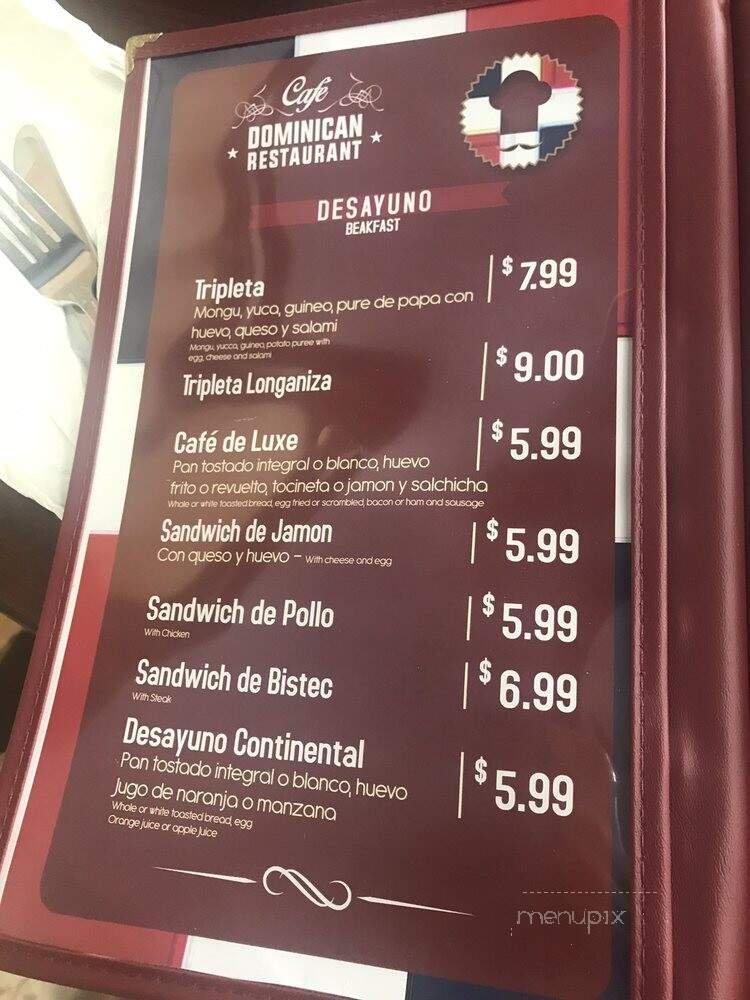 Café
DOMINICAN
RESTAURANT
DESAYUNO
BEAKFAST
Tripleta
$7.99
Mongu, yuca, guineo, pure de papa con
huevo, queso y salami
Mongu, yucca, guineo, potato puree with
egg, cheese and salami
Tripleta Longaniza
$9.00
Café de Luxe
$5.99
Pan tostado integral o blanco, huevo
frito o revuelto, tocineta o jamon y salchicha
Whole or white toasted bread, egg fried or scrambled, bacon or ham and sausage
Sandwich de Jamon
$5.99
Con queso y huevo - With cheese and egg
Sandwich de Pollo
$5.99
With Chicken
Sandwich de Bistec
$6.99
With Steak
Desayuno Continental
$5.99
Pan tostado integral o blanco, huevo
Jugo de naranja o manzana
Whole or white toasted bread, egg
Orange juice or apple juice
menupix